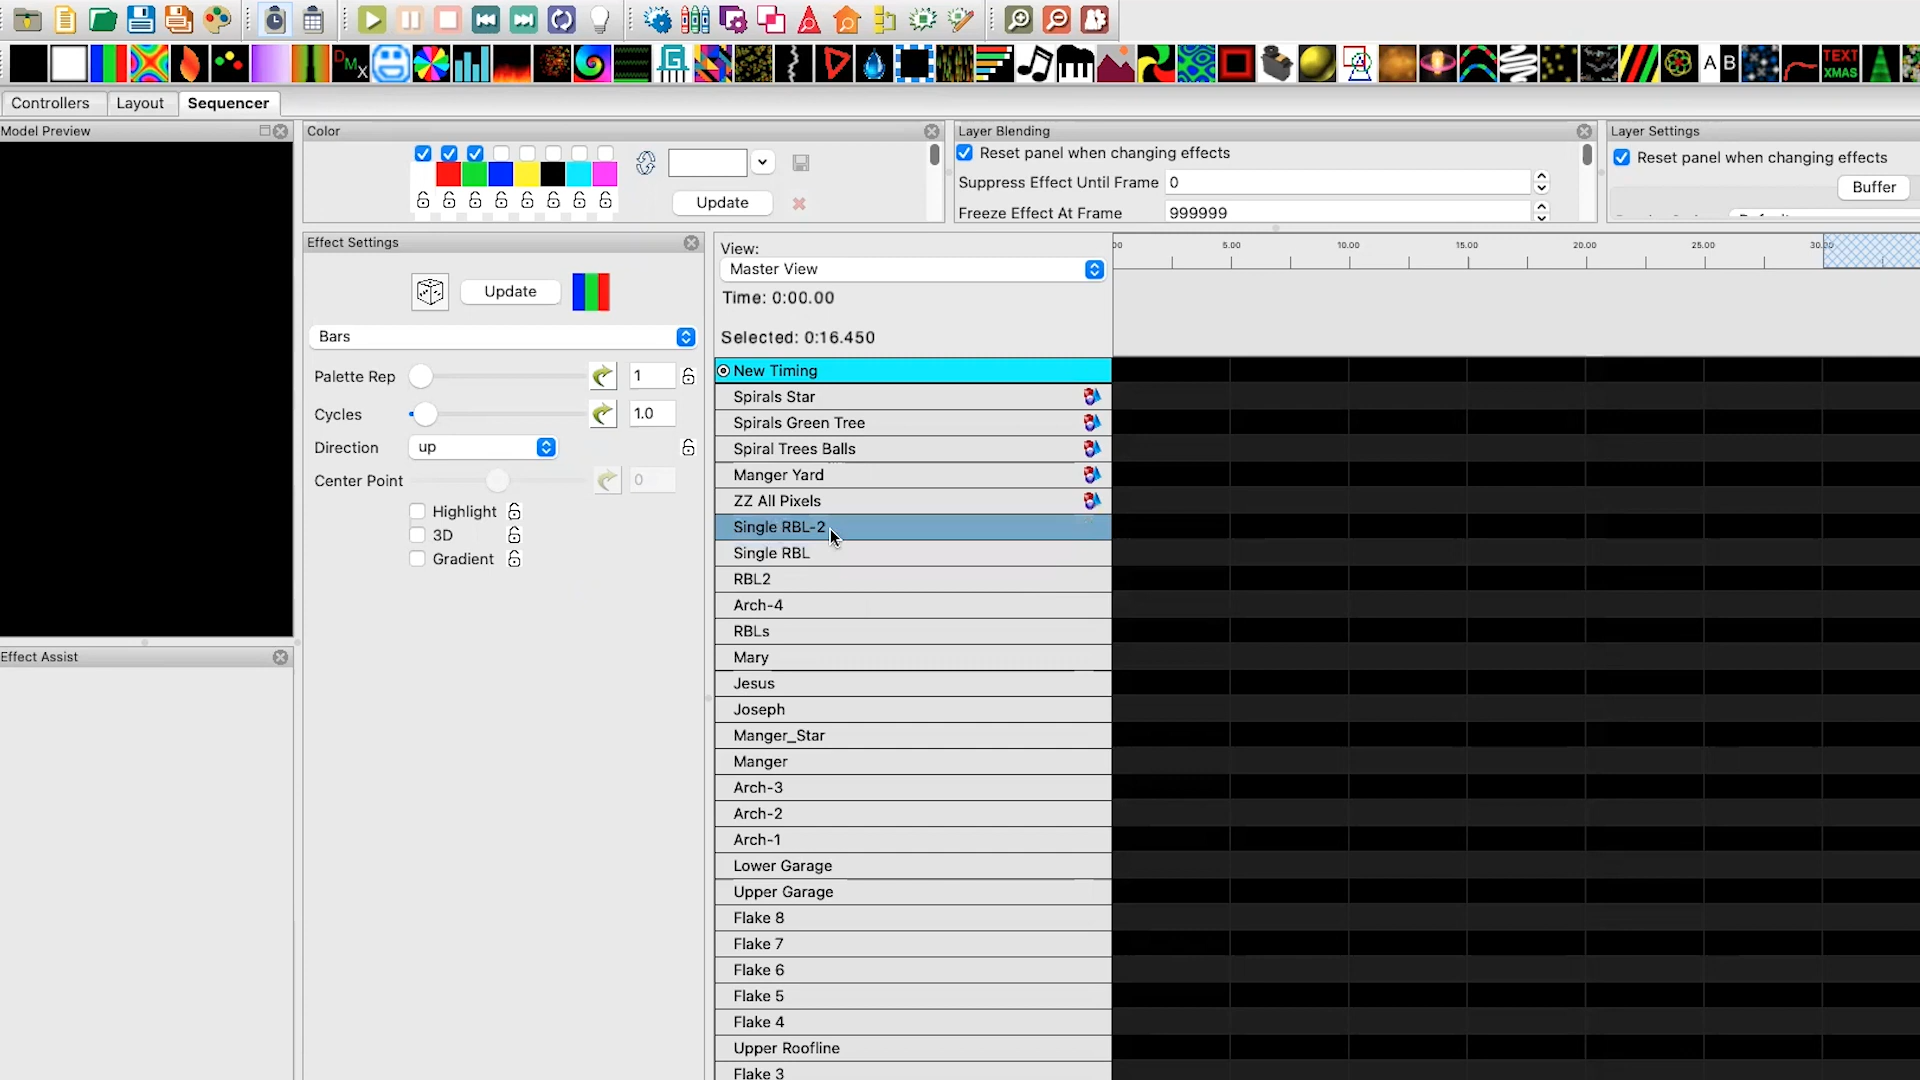 Controllers
Layout
Sequencer
Model Preview
Color
Layer Blending
Layer Settings
Reset panel when changing effects
Reset panel when changing effects
Suppress Effect Until Frame 0
Buffer
Update
Freeze Effect At Frame 999999
Effect Settings
Update
Bars
Palette Rep 1
Cycles 1.0
Direction up
Center Point 0
Highlight
3D
Gradient
Effect Assist
View:
Master View
Time: 0:00.00
Selected: 0:16.450
5.00 10.00 15.00 20.00 25.00
New Timing
Spirals Star
Spirals Green Tree
Spiral Trees Balls
Manger Yard
ZZ All Pixels
Single RBL-2
Single RBL
RBL2
Arch-4
RBLs
Mary
Jesus
Joseph
Manger_Star
Manger
Arch-3
Arch-2
Arch-1
Lower Garage
Upper Garage
Flake 8
Flake 7
Flake 6
Flake 5
Flake 4
Upper Roofline
Flake 3
DMX
A B
TEXT
XMAS